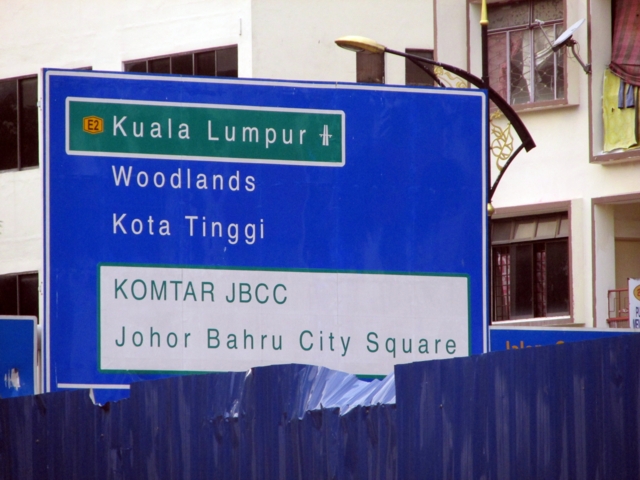 E2 Kuala Lumpur
Woodlands
Kota Tinggi
KOMTAR JBCC
Johor Bahru City Square